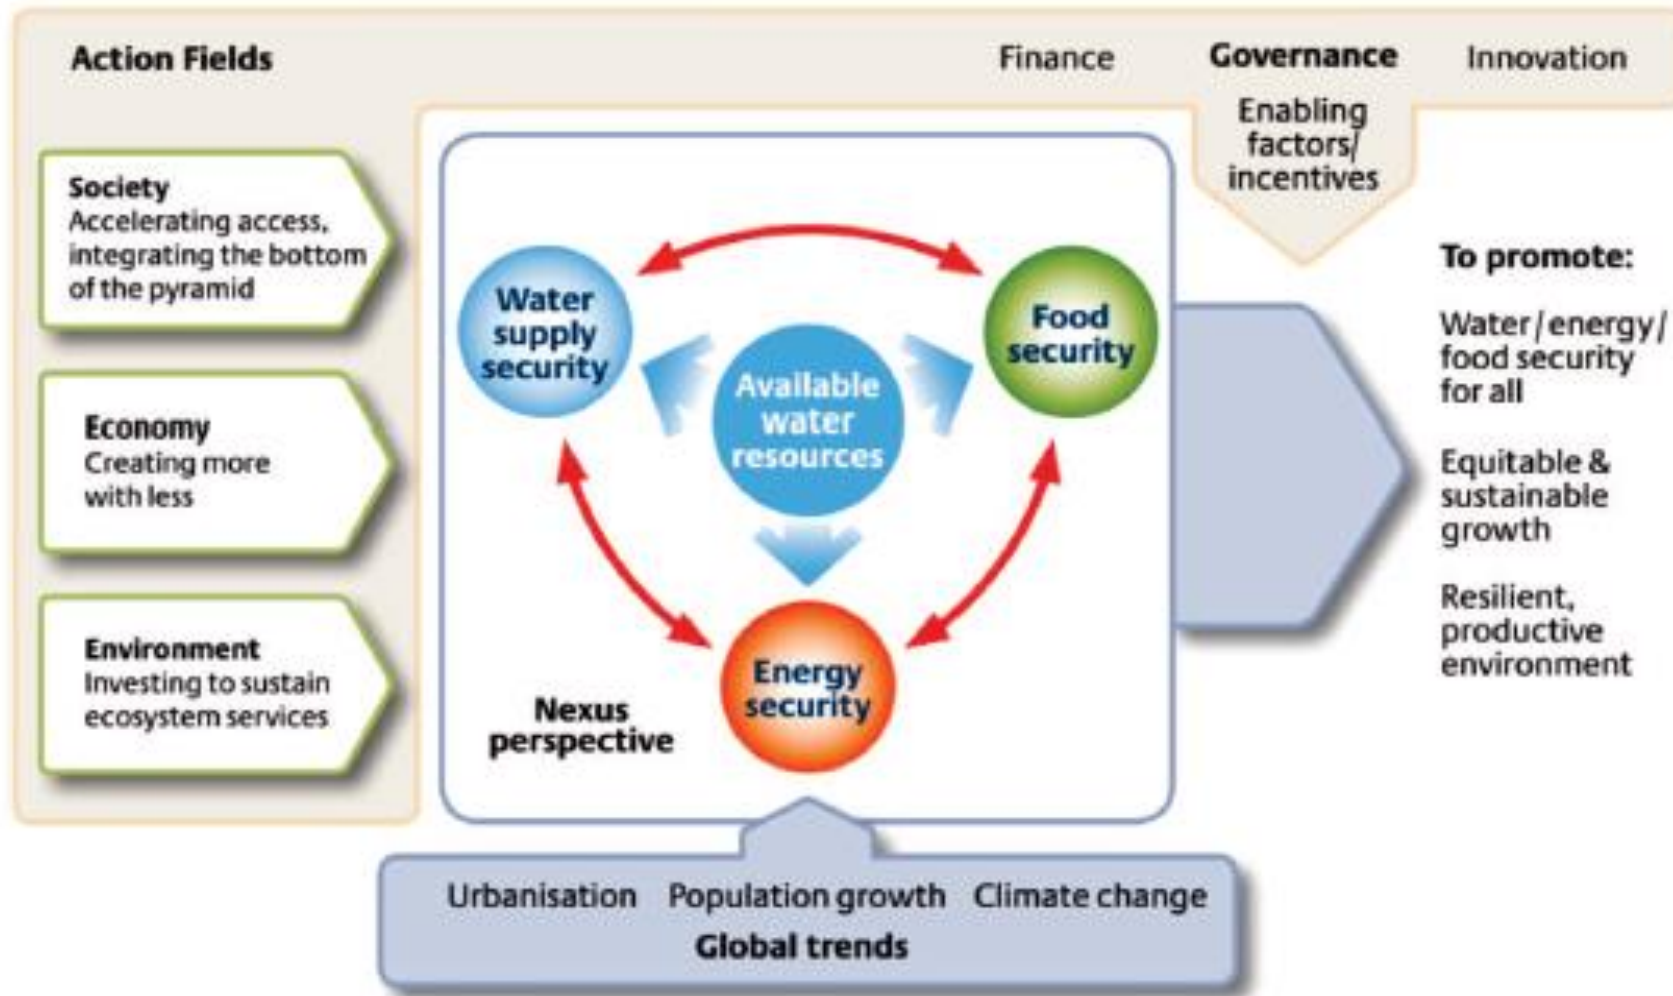 Action Fields
Finance
Governance
Innovation
Enabling
factors/
incentives
Society
Accelerating access,
integrating the bottom
of the pyramid
Economy
Creating more
with less
Environment
Investing to sustain
ecosystem services
Water
supply
security
Food
security
Available
water
resources
Energy
security
Nexus
perspective
To promote:
Water/energy/
food security
for all
Equitable &
sustainable
growth
Resilient,
productive
environment
Urbanisation
Population growth
Climate change
Global trends